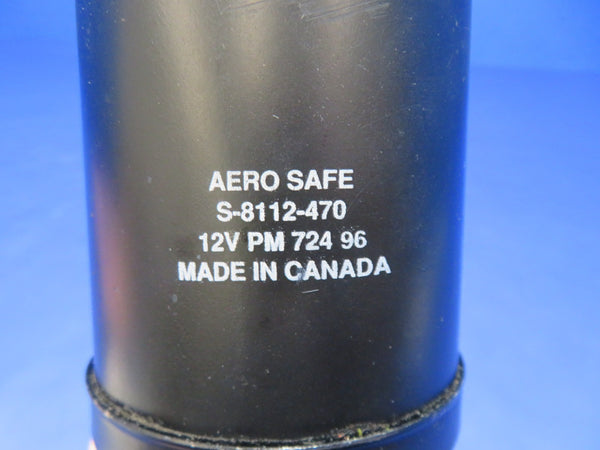 AERO SAFE
S-8112-470
12V PM 724 96
MADE IN CANADA